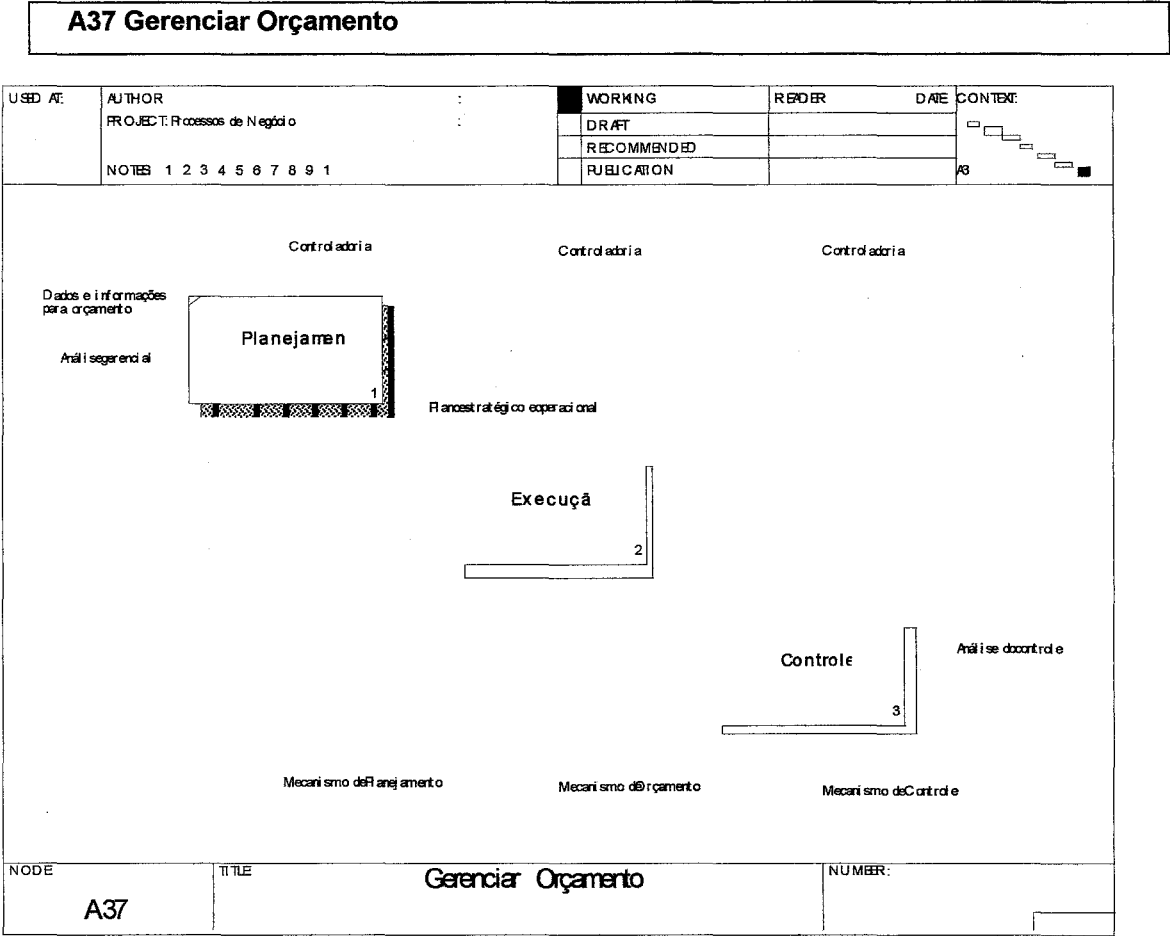 A37 Gerenciar Orçamento
USED AT:
AUTHOR :
PROJECT: Processos de Negócio :
NOTES 1 2 3 4 5 6 7 8 9 1
WORKING
DRAFT
RECOMMENDED
PUBLICATION
READER DATE
CONTEXT:
A3
Controladoria
Controladoria
Controladoria
Dados e informações
para orçamento
Análise gerencial
Planejamen
1
Plano estratégico e operacional
Execuçã
2
Controle
3
Análise do controle
Mecanismo de Planejamento
Mecanismo de Orçamento
Mecanismo de Controle
NODE
A37
TITLE
Gerenciar Orçamento
NUMBER: